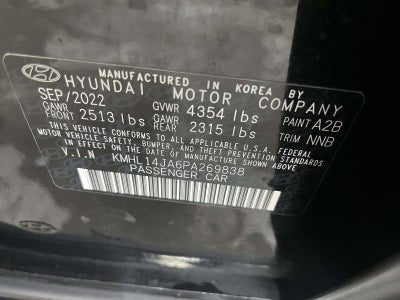 MANUFACTURED IN KOREA BY
HYUNDAI MOTOR COMPANY
SEP/2022 GVWR 4354 lbs PAINT A2B
GAWR FRONT 2513 lbs GAWR REAR 2315 lbs TRIM NNB
THIS VEHICLE CONFORMS TO ALL APPLICABLE U.S.A FEDERAL
MOTOR VEHICLE SAFETY, BUMPER, AND THEFT PREVENTION
STANDARDS IN EFFECT ON THE DATE OF MANUFACTURE SHOWN ABOVE.
V.I.N KMHL14JA6PA269838
PASSENGER CAR